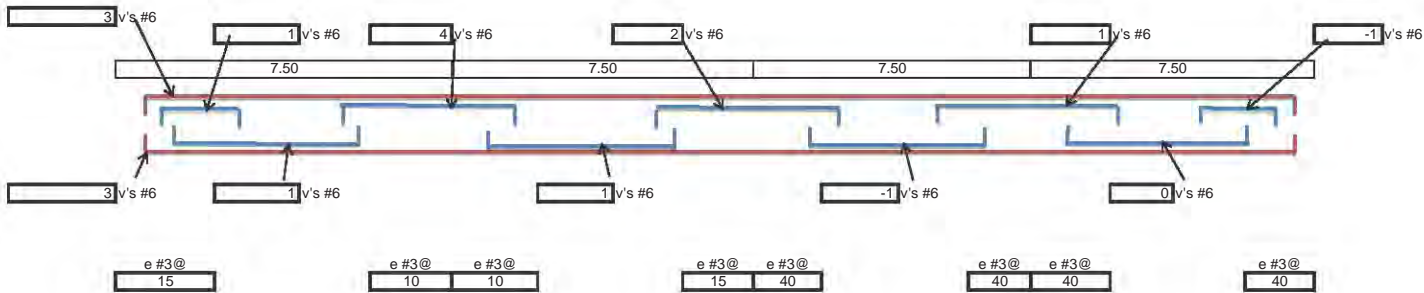 3 v's #6
1 v's #6 4 v's #6 2 v's #6 1 v's #6 -1 v's #6
7.50 7.50 7.50 7.50
3 v's #6 1 v's #6 1 v's #6 -1 v's #6 0 v's #6
e #3@ e #3@ e #3@ e #3@ e #3@ e #3@ e #3@ e #3@
15 10 10 15 40 40 40 40